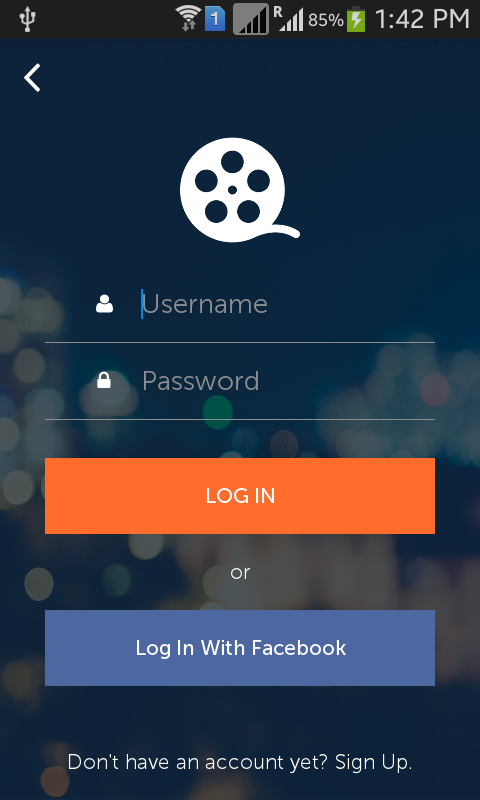 1 R 85% 1:42 PM
Username
Password
LOG IN
or
Log In With Facebook
Don't have an account yet? Sign Up.